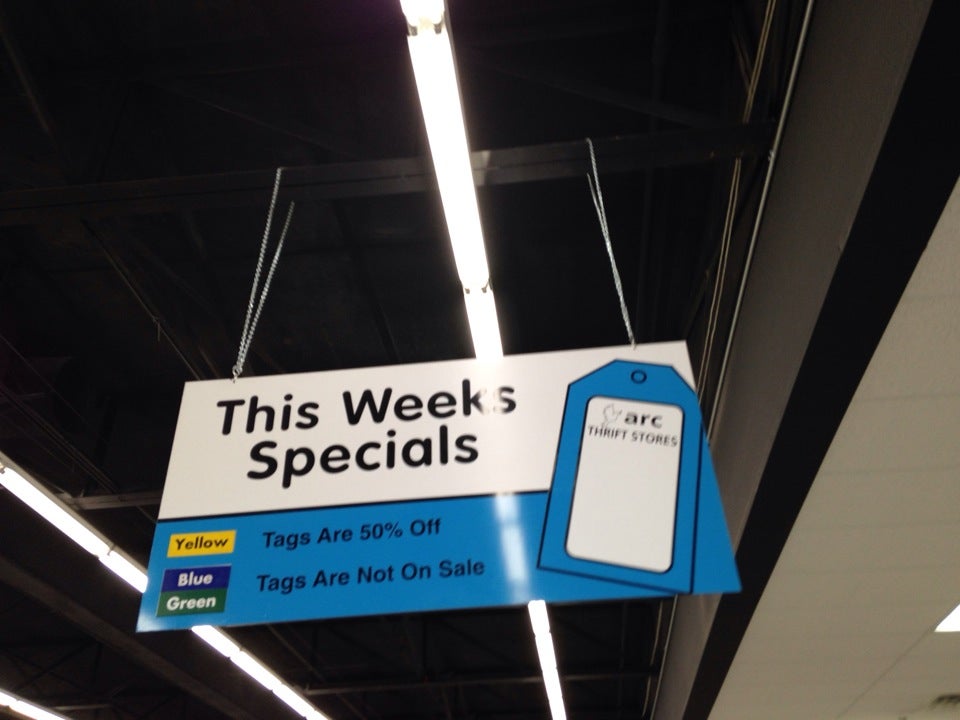 This Weeks
Specials
arc
THRIFT STORES
Yellow Tags Are 50% Off
Blue
Green Tags Are Not On Sale